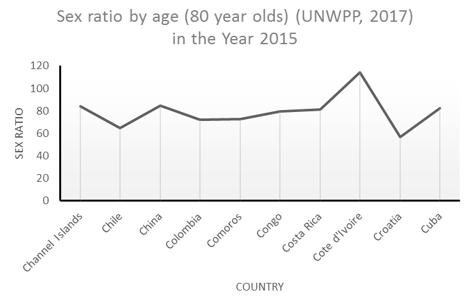 Sex ratio by age (80 year olds) (UNWPP, 2017)
in the Year 2015
SEX RATIO
120
100
80
60
40
20
0
Channel Islands
Chile
China
Colombia
Comoros
Congo
Costa Rica
Cote d'Ivoire
Croatia
Cuba
COUNTRY